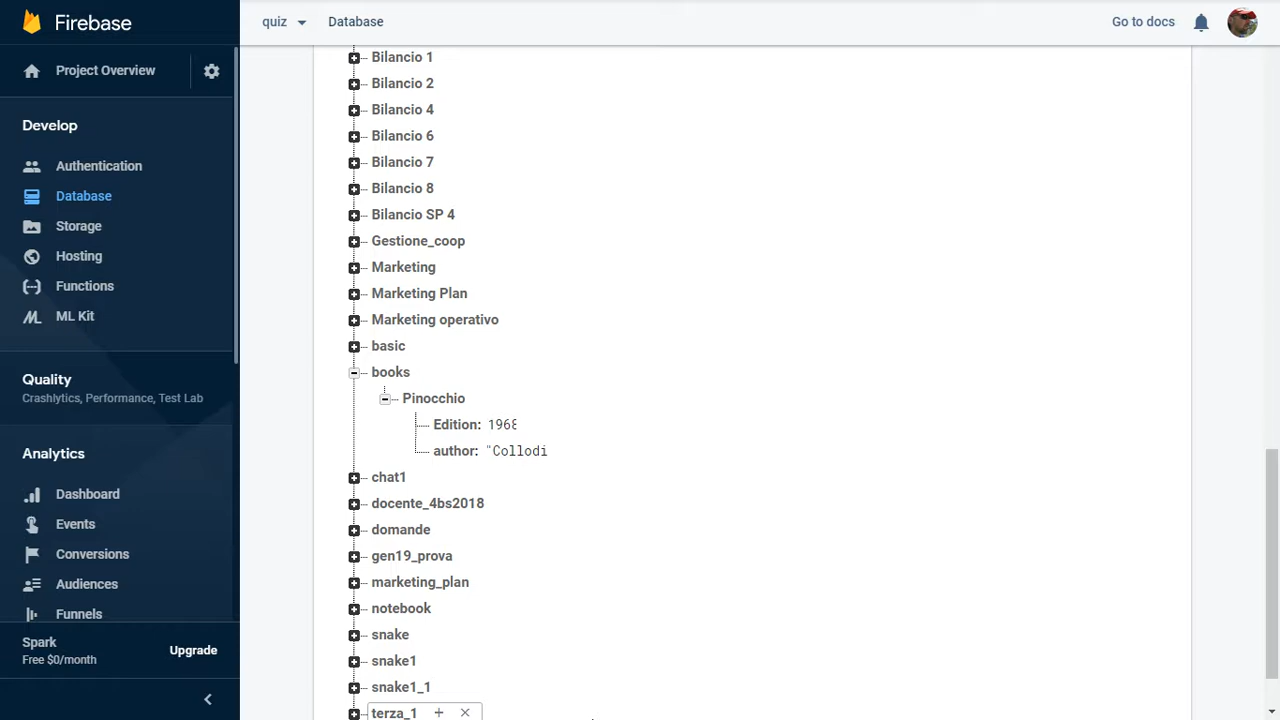 Firebase
quiz Database Go to docs
Project Overview
Develop
Authentication
Database
Storage
Hosting
Functions
ML Kit
Quality
Crashlytics, Performance, Test Lab
Analytics
Dashboard
Events
Conversions
Audiences
Funnels
Spark
Free $0/month
Upgrade
Bilancio 1
Bilancio 2
Bilancio 4
Bilancio 6
Bilancio 7
Bilancio 8
Bilancio SP 4
Gestione_coop
Marketing
Marketing Plan
Marketing operativo
basic
books
Pinocchio
Edition: 1968
author: "Collodi
chat1
docente_4bs2018
domande
gen19_prova
marketing_plan
notebook
snake
snake1
snake1_1
terza_1